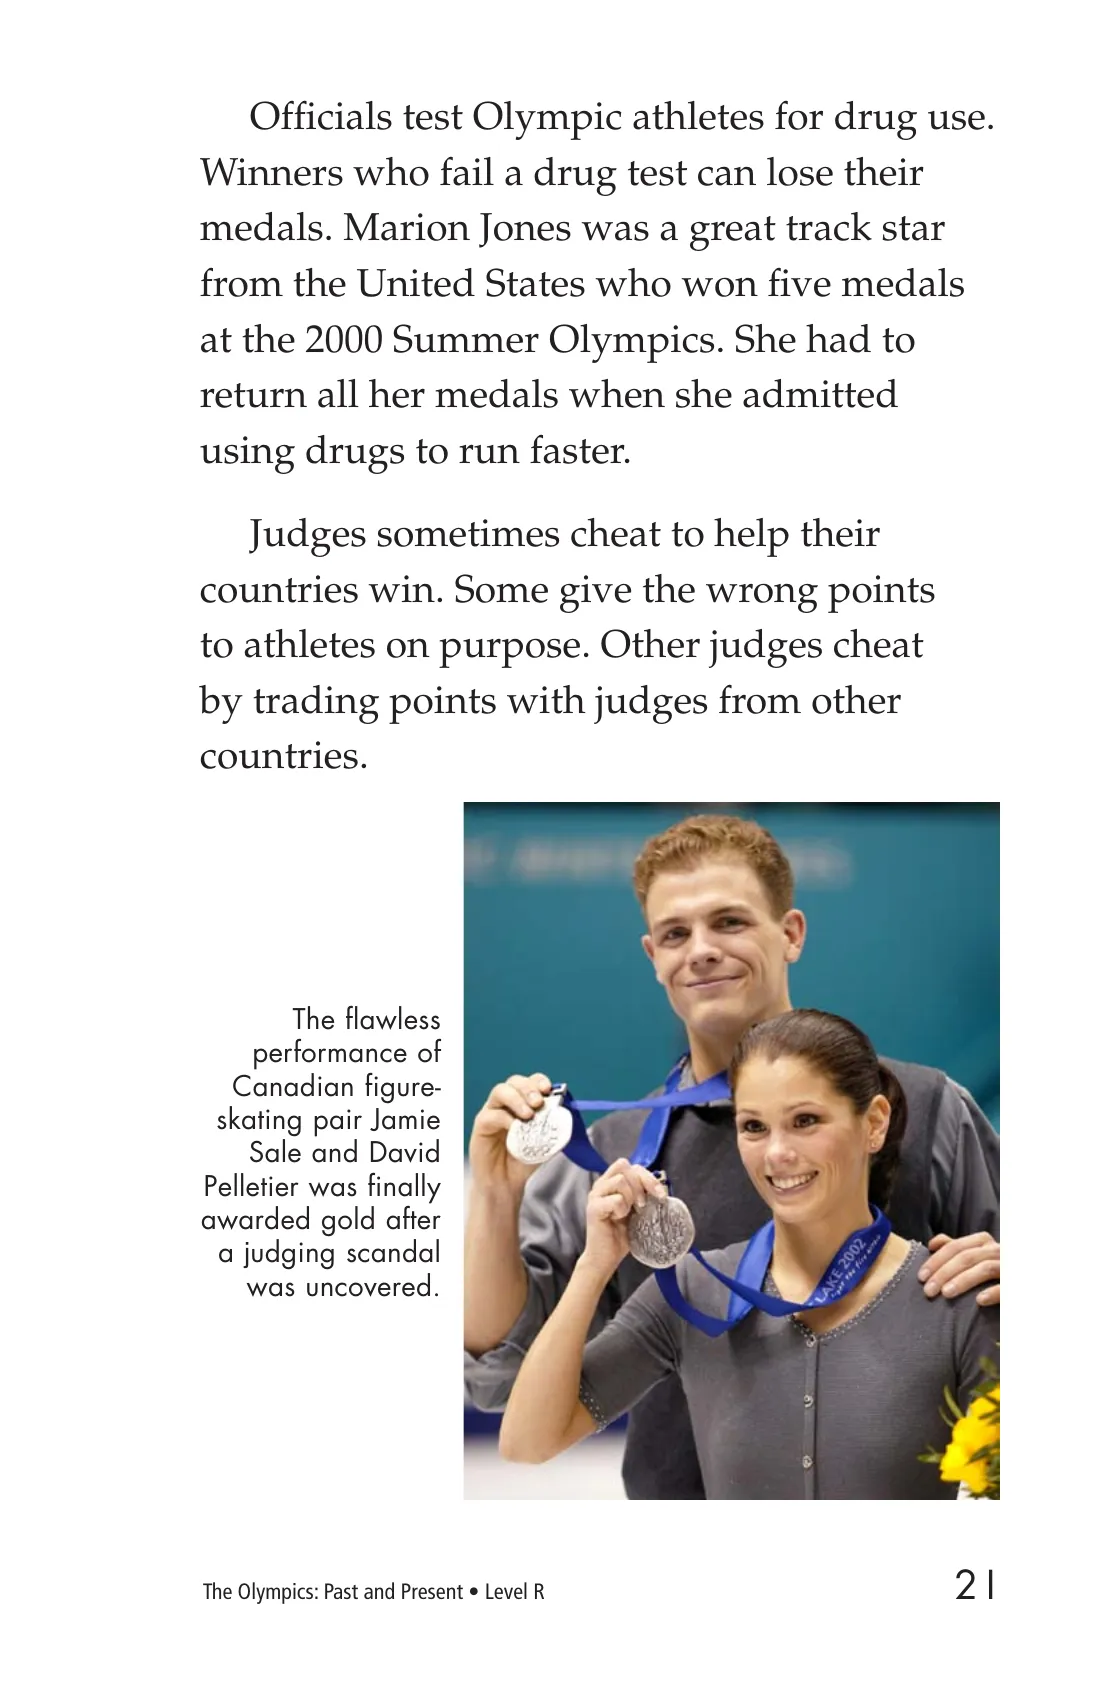 Officials test Olympic athletes for drug use.
Winners who fail a drug test can lose their
medals. Marion Jones was a great track star
from the United States who won five medals
at the 2000 Summer Olympics. She had to
return all her medals when she admitted
using drugs to run faster.
Judges sometimes cheat to help their
countries win. Some give the wrong points
to athletes on purpose. Other judges cheat
by trading points with judges from other
countries.
The flawless
performance of
Canadian figure-
skating pair Jamie
Sale and David
Pelletier was finally
awarded gold after
a judging scandal
was uncovered.
LAKE 2002
The Olympics: Past and Present • Level R
21